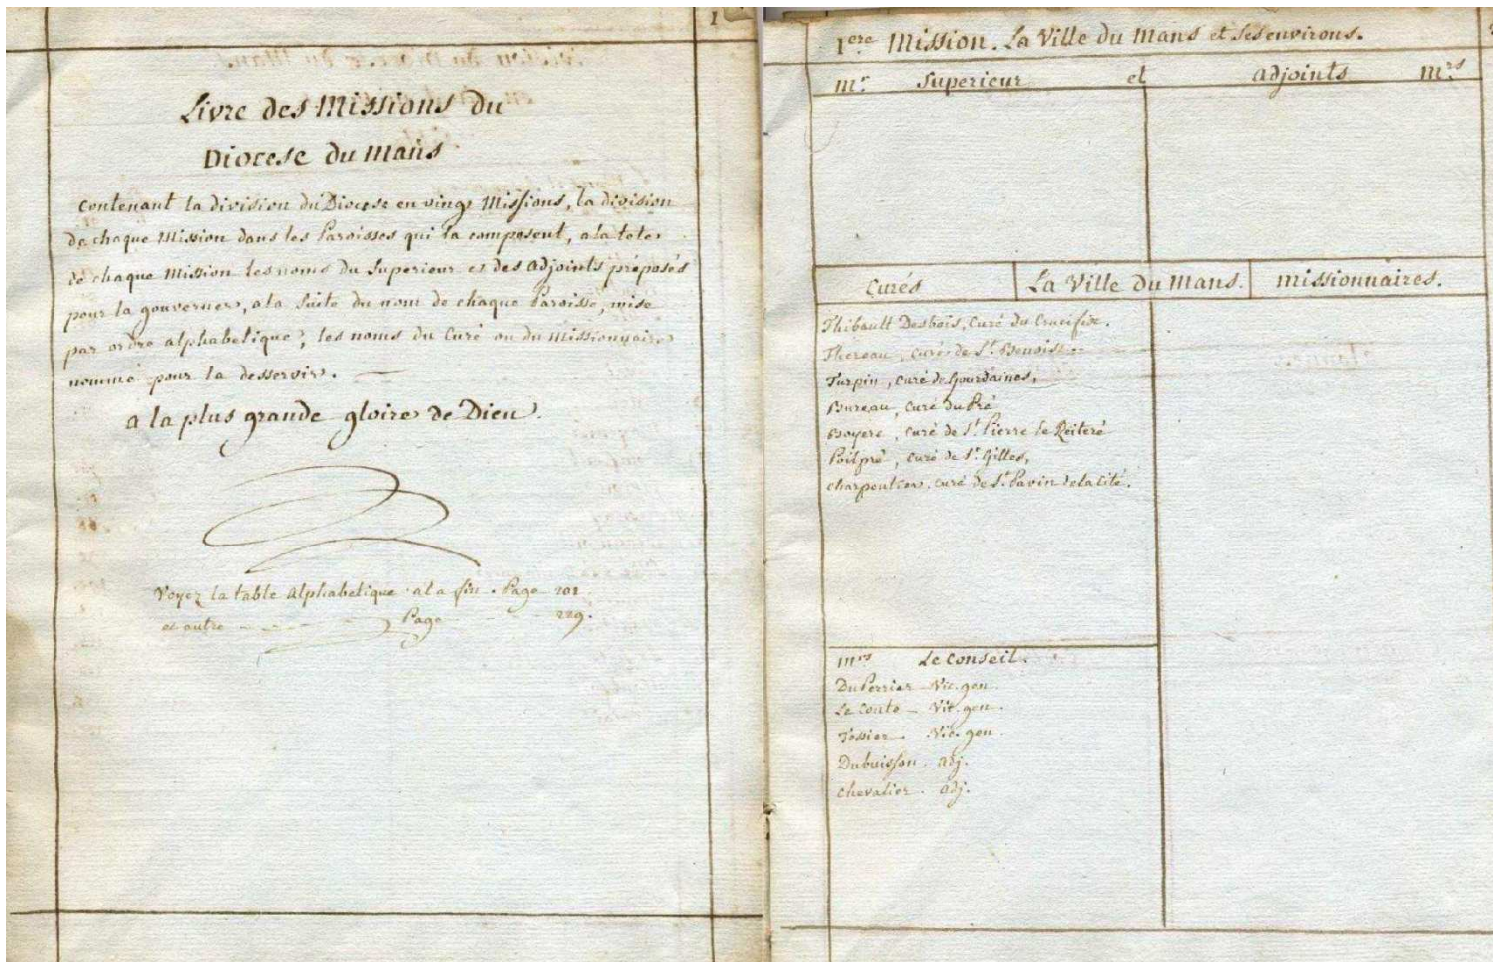 1
Livre des Missions du
Diocese du Mans
contenant la division du Diocese en vingt Missions, la division
de chaque Mission dans les Paroisses qui la composent, a la tete
de chaque Mission les noms du Superieur et des adjoints préposés
pour la gouverner, a la suite du nom de chaque Paroisse, mise
par ordre alphabetique, les noms du Curé ou du Missionnaire
nommé pour la desservir.
a la plus grande gloire de Dieu.
Voyez la table alphabetique a la fin. Page 201
et autre Page 229.
1ere Mission. La Ville du Mans et ses environs.
Mr. Superieur et adjoints Mrs
Curés La Ville du Mans. missionnaires.
Thibault Desbois, Curé du Crucifix.
Thereau, curé de St. Benoist.
Turpin, curé de Gourdaines,
Bureau, curé du Pré
Boyere, curé de St. Pierre le Reiteré
Poilpré, curé de St. Gilles,
Charpentier, curé de St. Pavin de la Cité.
Mrs Le Conseil.
Duperrier Vic. gen.
Le Conte - Vic. gen.
Tessier. Vic. gen.
Dubuisson. adj.
Chevalier. adj.